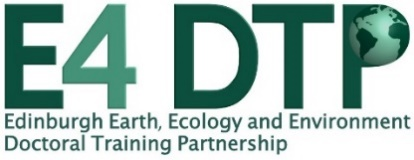 E4 DTP
Edinburgh Earth, Ecology and Environment
Doctoral Training Partnership